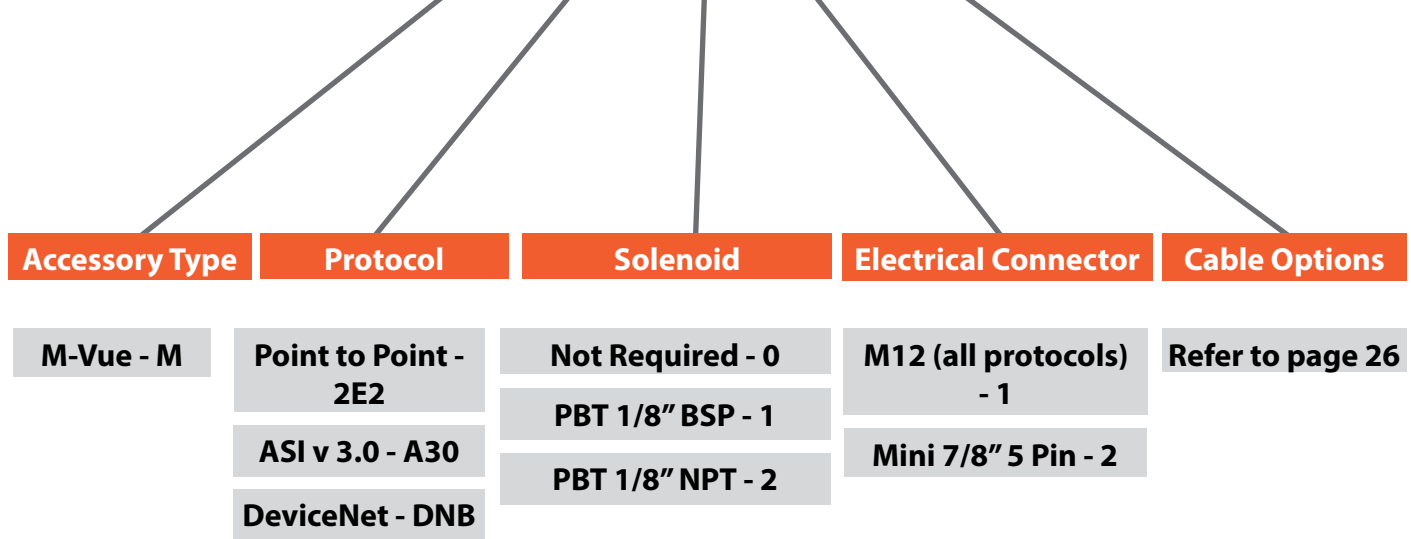 Accessory Type
Protocol
Solenoid
Electrical Connector
Cable Options
M-Vue - M
Point to Point -
2E2
ASI v 3.0 - A30
DeviceNet - DNB
Not Required - 0
PBT 1/8” BSP - 1
PBT 1/8” NPT - 2
M12 (all protocols)
- 1
Mini 7/8” 5 Pin - 2
Refer to page 26